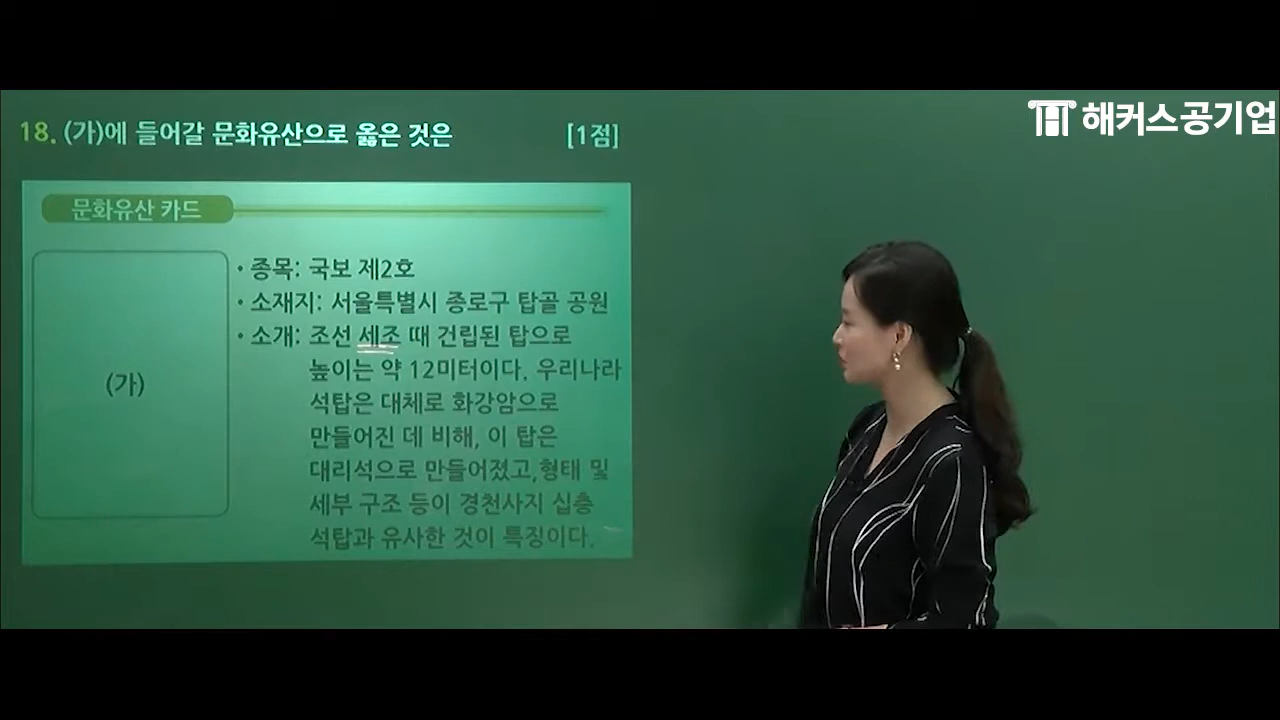 해커스공기업
18. (가)에 들어갈 문화유산으로 옳은 것은 [1점]
문화유산 카드
(가)
• 종목: 국보 제2호
• 소재지: 서울특별시 종로구 탑골 공원
• 소개: 조선 세조 때 건립된 탑으로
높이는 약 12미터이다. 우리나라
석탑은 대체로 화강암으로
만들어진 데 비해, 이 탑은
대리석으로 만들어졌고,형태 및
세부 구조 등이 경천사지 십층
석탑과 유사한 것이 특징이다.